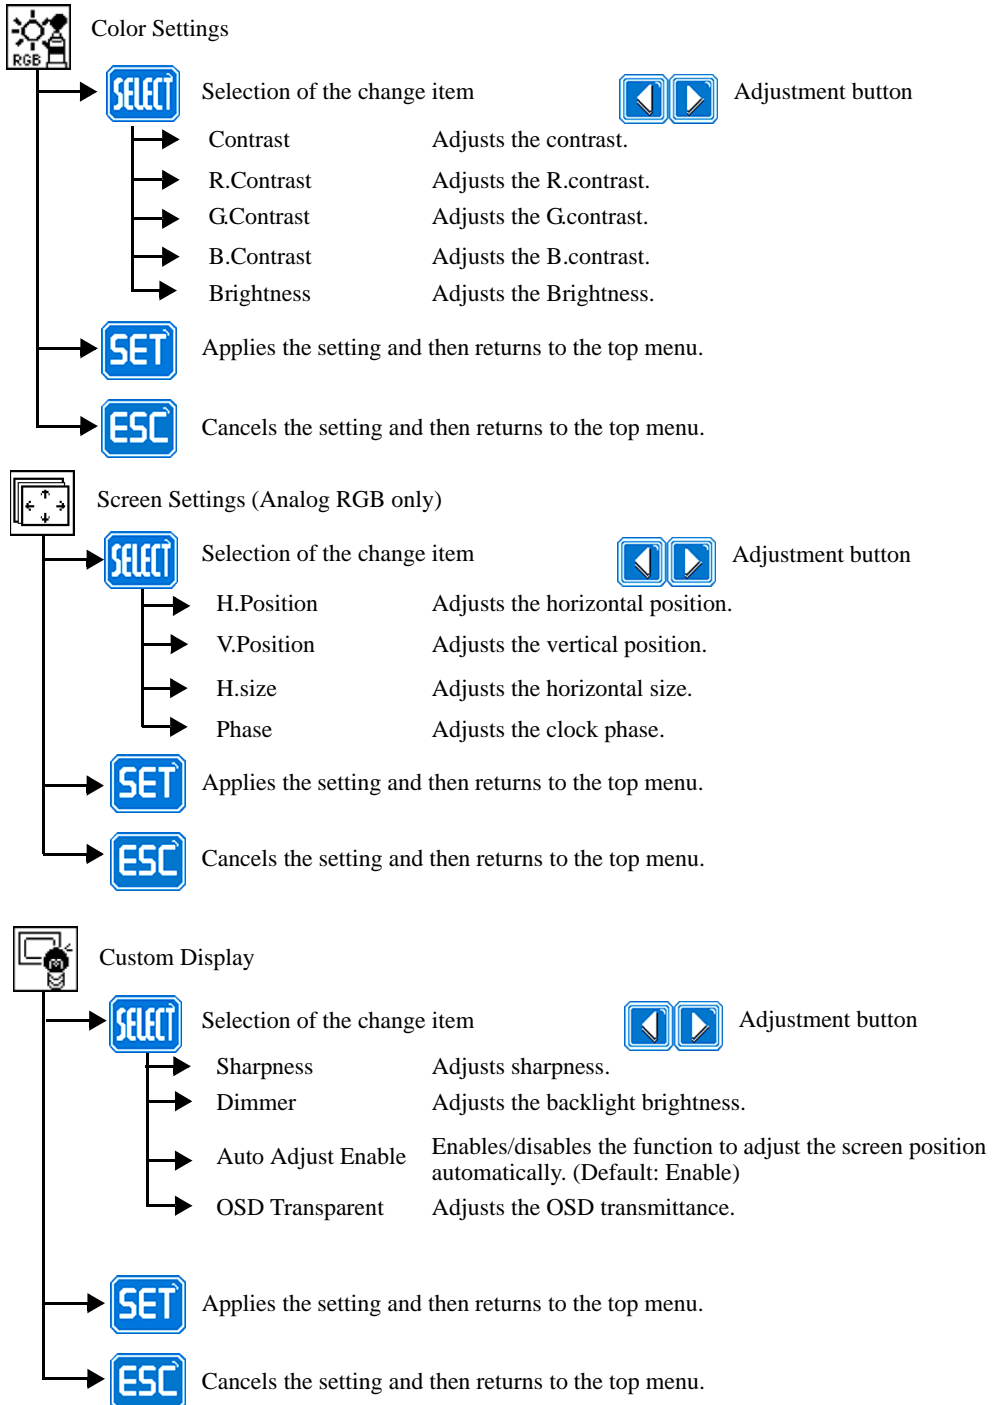 Color Settings
RGB
SELECT Selection of the change item Adjustment button
Contrast Adjusts the contrast.
R.Contrast Adjusts the R.contrast.
G.Contrast Adjusts the G.contrast.
B.Contrast Adjusts the B.contrast.
Brightness Adjusts the Brightness.
SET Applies the setting and then returns to the top menu.
ESC Cancels the setting and then returns to the top menu.
Screen Settings (Analog RGB only)
SELECT Selection of the change item Adjustment button
H.Position Adjusts the horizontal position.
V.Position Adjusts the vertical position.
H.size Adjusts the horizontal size.
Phase Adjusts the clock phase.
SET Applies the setting and then returns to the top menu.
ESC Cancels the setting and then returns to the top menu.
Custom Display
SELECT Selection of the change item Adjustment button
Sharpness Adjusts sharpness.
Dimmer Adjusts the backlight brightness.
Auto Adjust Enable Enables/disables the function to adjust the screen position
automatically. (Default: Enable)
OSD Transparent Adjusts the OSD transmittance.
SET Applies the setting and then returns to the top menu.
ESC Cancels the setting and then returns to the top menu.